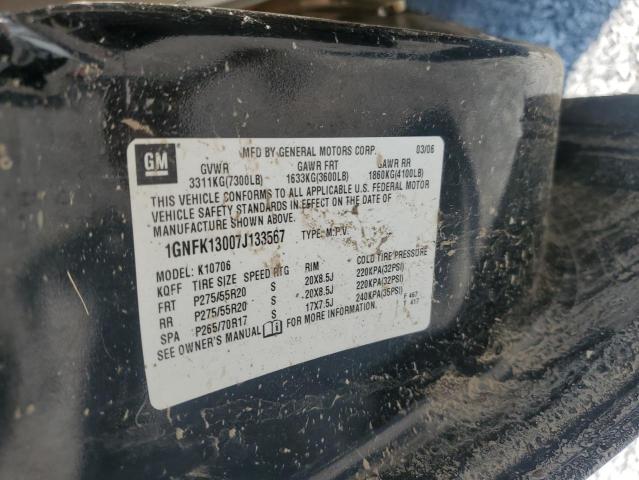 GM
MFD BY GENERAL MOTORS CORP. 03/06
GVWR GAWR FRT GAWR RR
3311KG(7300LB) 1633KG(3600LB) 1860KG(4100LB)
THIS VEHICLE CONFORMS TO ALL APPLICABLE U.S. FEDERAL MOTOR
VEHICLE SAFETY STANDARDS IN EFFECT ON THE DATE OF
MANUFACTURE SHOWN ABOVE.
1GNFK13007J133567 TYPE: M.P.V.
MODEL: K10706
KQFF TIRE SIZE SPEED RTG RIM COLD TIRE PRESSURE
FRT P275/55R20 S 20X8.5J 220KPA(32PSI)
RR P275/55R20 S 20X8.5J 220KPA(32PSI)
SPA P265/70R17 S 17X7.5J 240KPA(35PSI)
SEE OWNER'S MANUAL FOR MORE INFORMATION.
F 467
T 417